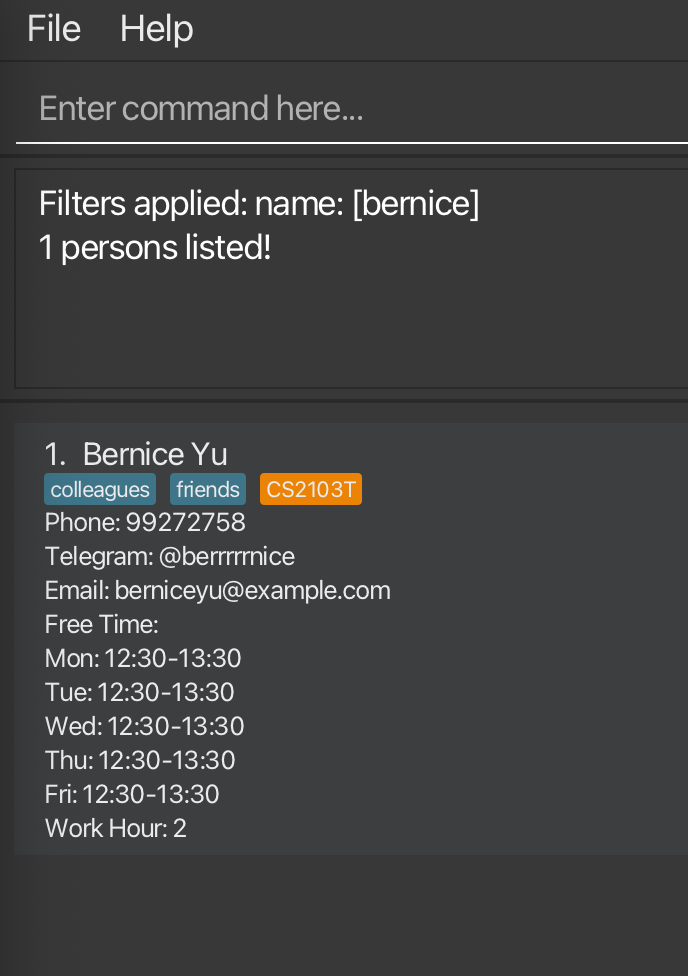 File Help
Enter command here...
Filters applied: name: [bernice]
1 persons listed!
1. Bernice Yu
colleagues friends CS2103T
Phone: 99272758
Telegram: @berrrrrnice
Email: berniceyu@example.com
Free Time:
Mon: 12:30-13:30
Tue: 12:30-13:30
Wed: 12:30-13:30
Thu: 12:30-13:30
Fri: 12:30-13:30
Work Hour: 2